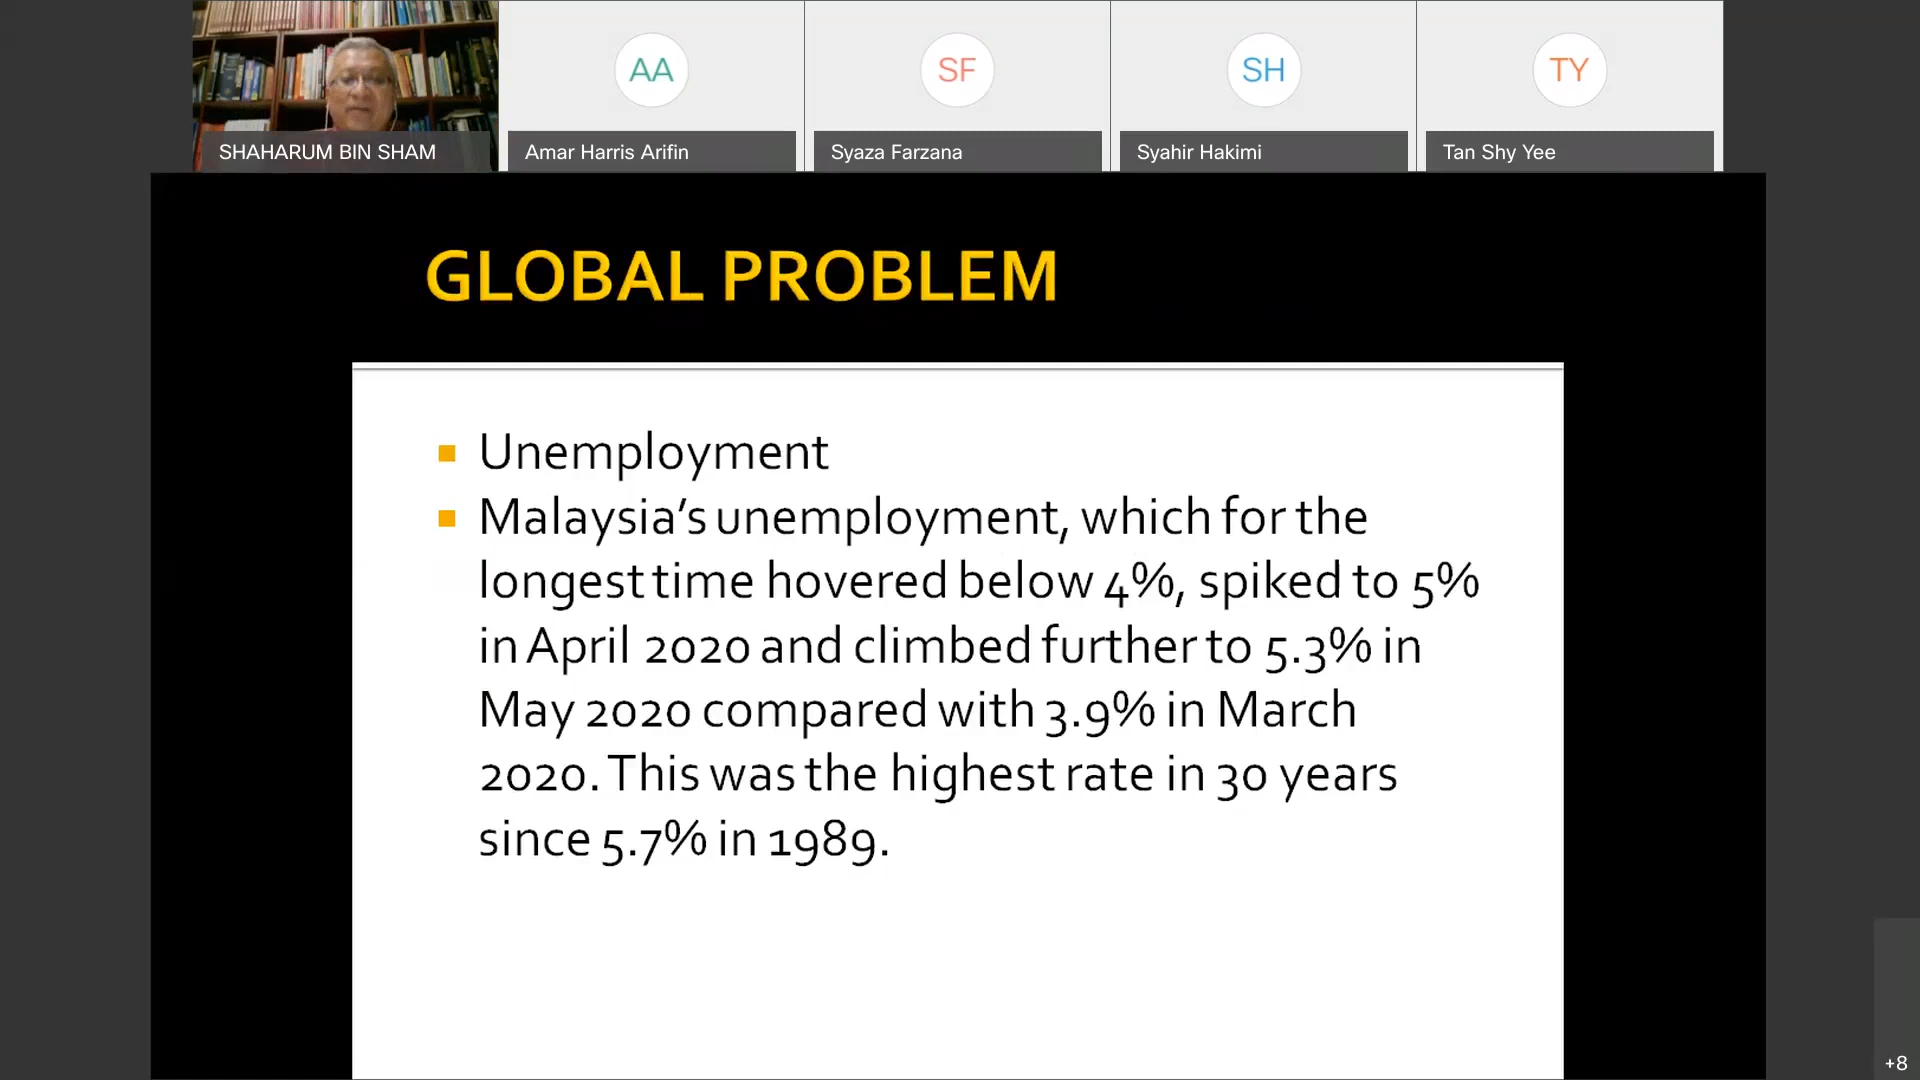 AA
SF
SH
TY
SHAHARUM BIN SHAM
Amar Harris Arifin
Syaza Farzana
Syahir Hakimi
Tan Shy Yee
GLOBAL PROBLEM
Unemployment
Malaysia’s unemployment, which for the
longest time hovered below 4%, spiked to 5%
in April 2020 and climbed further to 5.3% in
May 2020 compared with 3.9% in March
2020. This was the highest rate in 30 years
since 5.7% in 1989.
+8